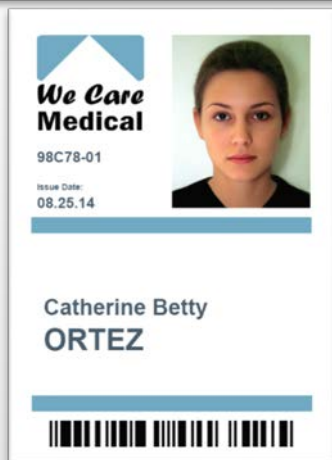 We Care
Medical
98C78-01
Issue Date:
08.25.14
Catherine Betty
ORTEZ